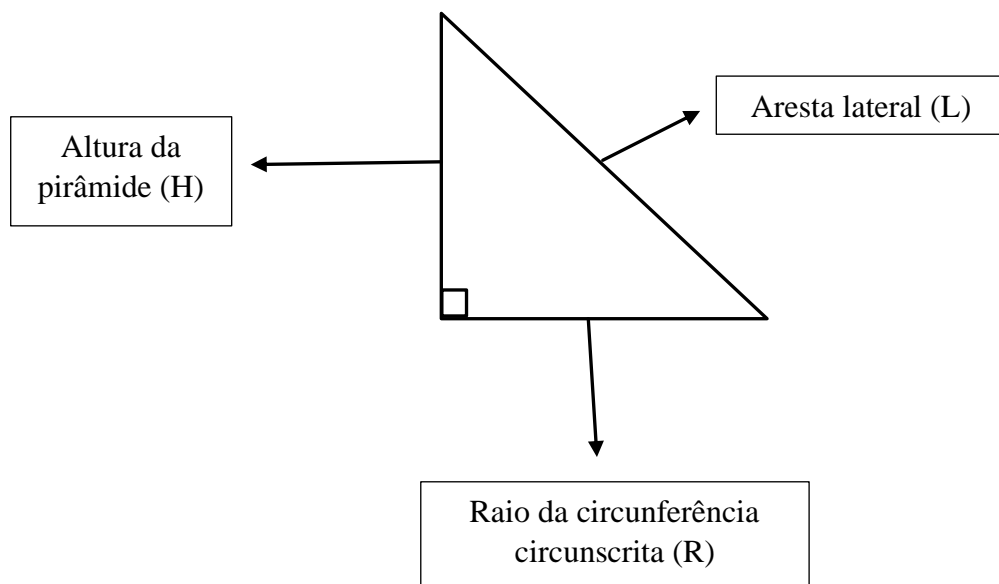 Aresta lateral (L)
Altura da
pirâmide (H)
Raio da circunferência
circunscrita (R)